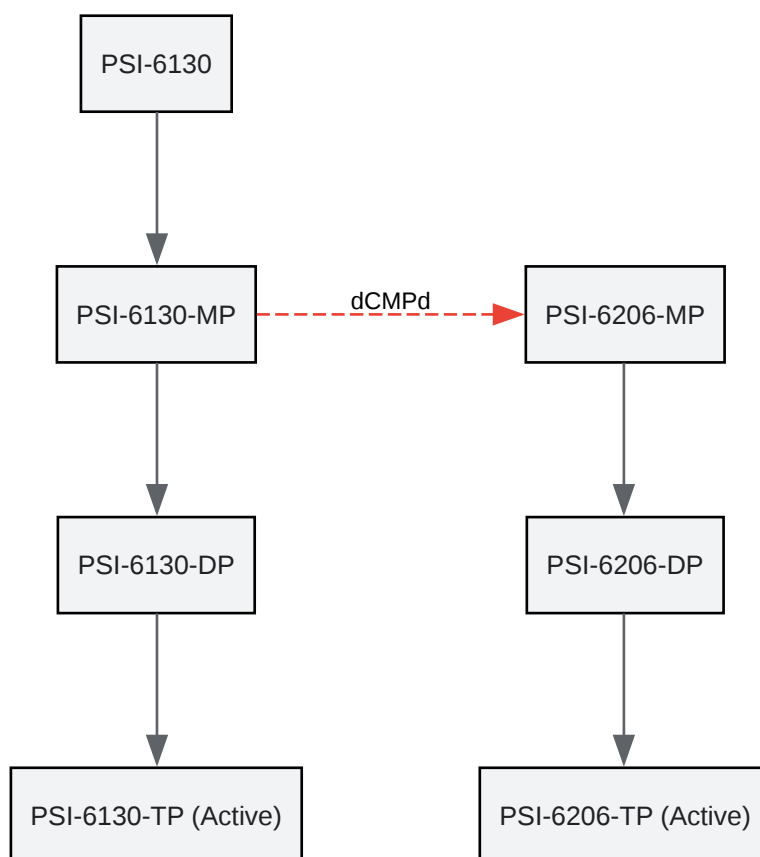 PSI-6130
PSI-6130-MP
dCMPd
PSI-6206-MP
PSI-6130-DP
PSI-6206-DP
PSI-6130-TP (Active)
PSI-6206-TP (Active)